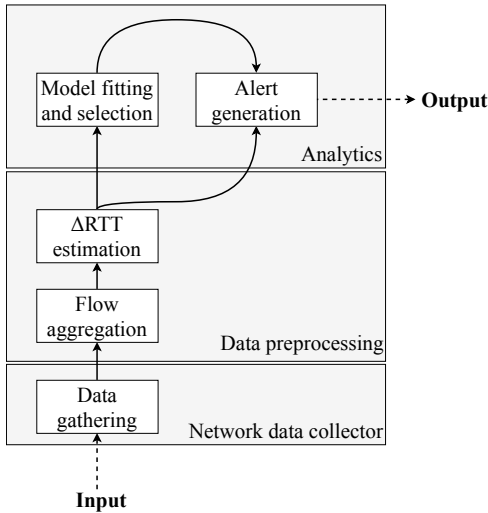 Model fitting
and selection
Alert
generation
Output
Analytics
ΔRTT
estimation
Flow
aggregation
Data preprocessing
Data
gathering
Network data collector
Input